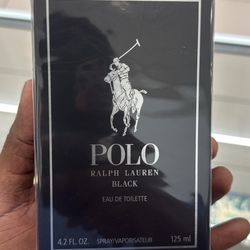 POLO
RALPH LAUREN
BLACK
EAU DE TOILETTE
4.2 FL. OZ. SPRAY/VAPORISATEUR 125 ml